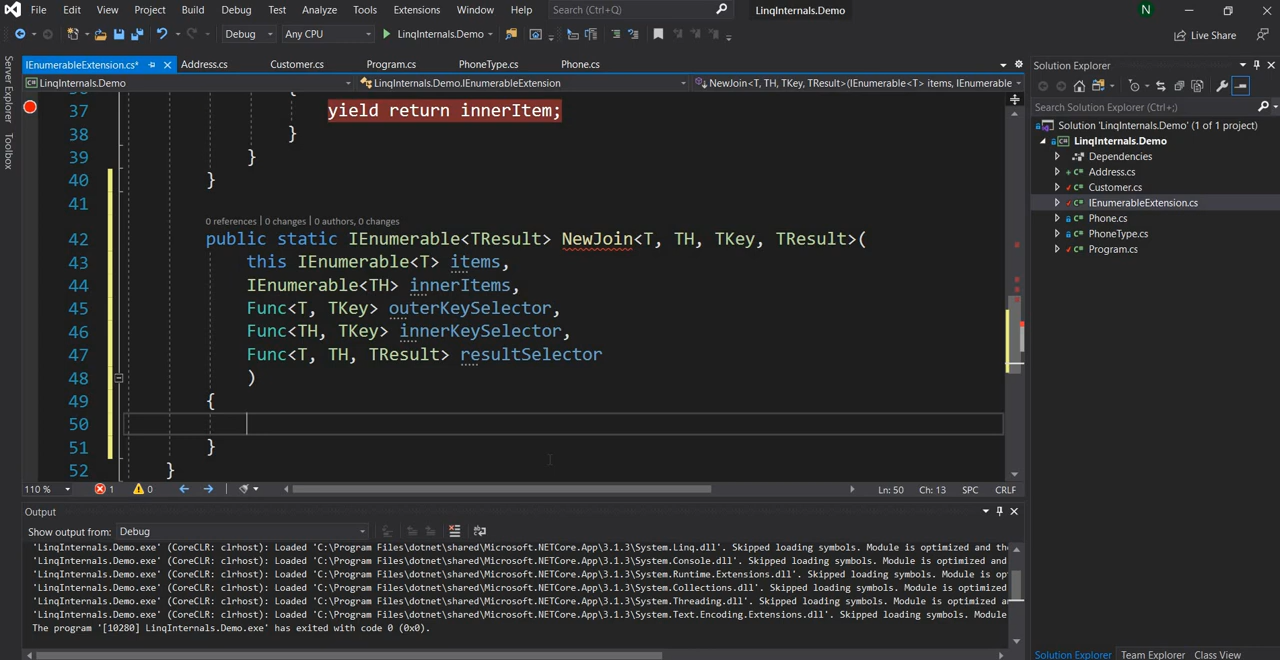 File Edit View Project Build Debug Test Analyze Tools Extensions Window Help Search (Ctrl+Q) LinqInternals.Demo N
Debug Any CPU LinqInternals.Demo Live Share
IEnumerableExtension.cs* Address.cs Customer.cs Program.cs PhoneType.cs Phone.cs
LinqInternals.Demo LinqInternals.Demo.IEnumerableExtension NewJoin<T, TH, TKey, TResult>(IEnumerable<T> items, IEnumerable
Server Explorer
Toolbox
37 yield return innerItem;
38 }
39 }
40 }
41
0 references | 0 changes | 0 authors, 0 changes
42 public static IEnumerable<TResult> NewJoin<T, TH, TKey, TResult>(
43 this IEnumerable<T> items,
44 IEnumerable<TH> innerItems,
45 Func<T, TKey> outerKeySelector,
46 Func<TH, TKey> innerKeySelector,
47 Func<T, TH, TResult> resultSelector
48 )
49 {
50
51 }
52 }
110 % 1 0 Ln: 50 Ch: 13 SPC CRLF
Output
Show output from: Debug
'LinqInternals.Demo.exe' (CoreCLR: clrhost): Loaded 'C:\Program Files\dotnet\shared\Microsoft.NETCore.App\3.1.3\System.Linq.dll'. Skipped loading symbols. Module is optimized and the
'LinqInternals.Demo.exe' (CoreCLR: clrhost): Loaded 'C:\Program Files\dotnet\shared\Microsoft.NETCore.App\3.1.3\System.Console.dll'. Skipped loading symbols. Module is optimized and
'LinqInternals.Demo.exe' (CoreCLR: clrhost): Loaded 'C:\Program Files\dotnet\shared\Microsoft.NETCore.App\3.1.3\System.Runtime.Extensions.dll'. Skipped loading symbols. Module is op
'LinqInternals.Demo.exe' (CoreCLR: clrhost): Loaded 'C:\Program Files\dotnet\shared\Microsoft.NETCore.App\3.1.3\System.Collections.dll'. Skipped loading symbols. Module is optimized
'LinqInternals.Demo.exe' (CoreCLR: clrhost): Loaded 'C:\Program Files\dotnet\shared\Microsoft.NETCore.App\3.1.3\System.Threading.dll'. Skipped loading symbols. Module is optimized a
'LinqInternals.Demo.exe' (CoreCLR: clrhost): Loaded 'C:\Program Files\dotnet\shared\Microsoft.NETCore.App\3.1.3\System.Text.Encoding.Extensions.dll'. Skipped loading symbols. Module
The program '[10280] LinqInternals.Demo.exe' has exited with code 0 (0x0).
Solution Explorer
Search Solution Explorer (Ctrl+;)
Solution 'LinqInternals.Demo' (1 of 1 project)
LinqInternals.Demo
Dependencies
C# Address.cs
C# Customer.cs
C# IEnumerableExtension.cs
C# Phone.cs
C# PhoneType.cs
C# Program.cs
Solution Explorer Team Explorer Class View